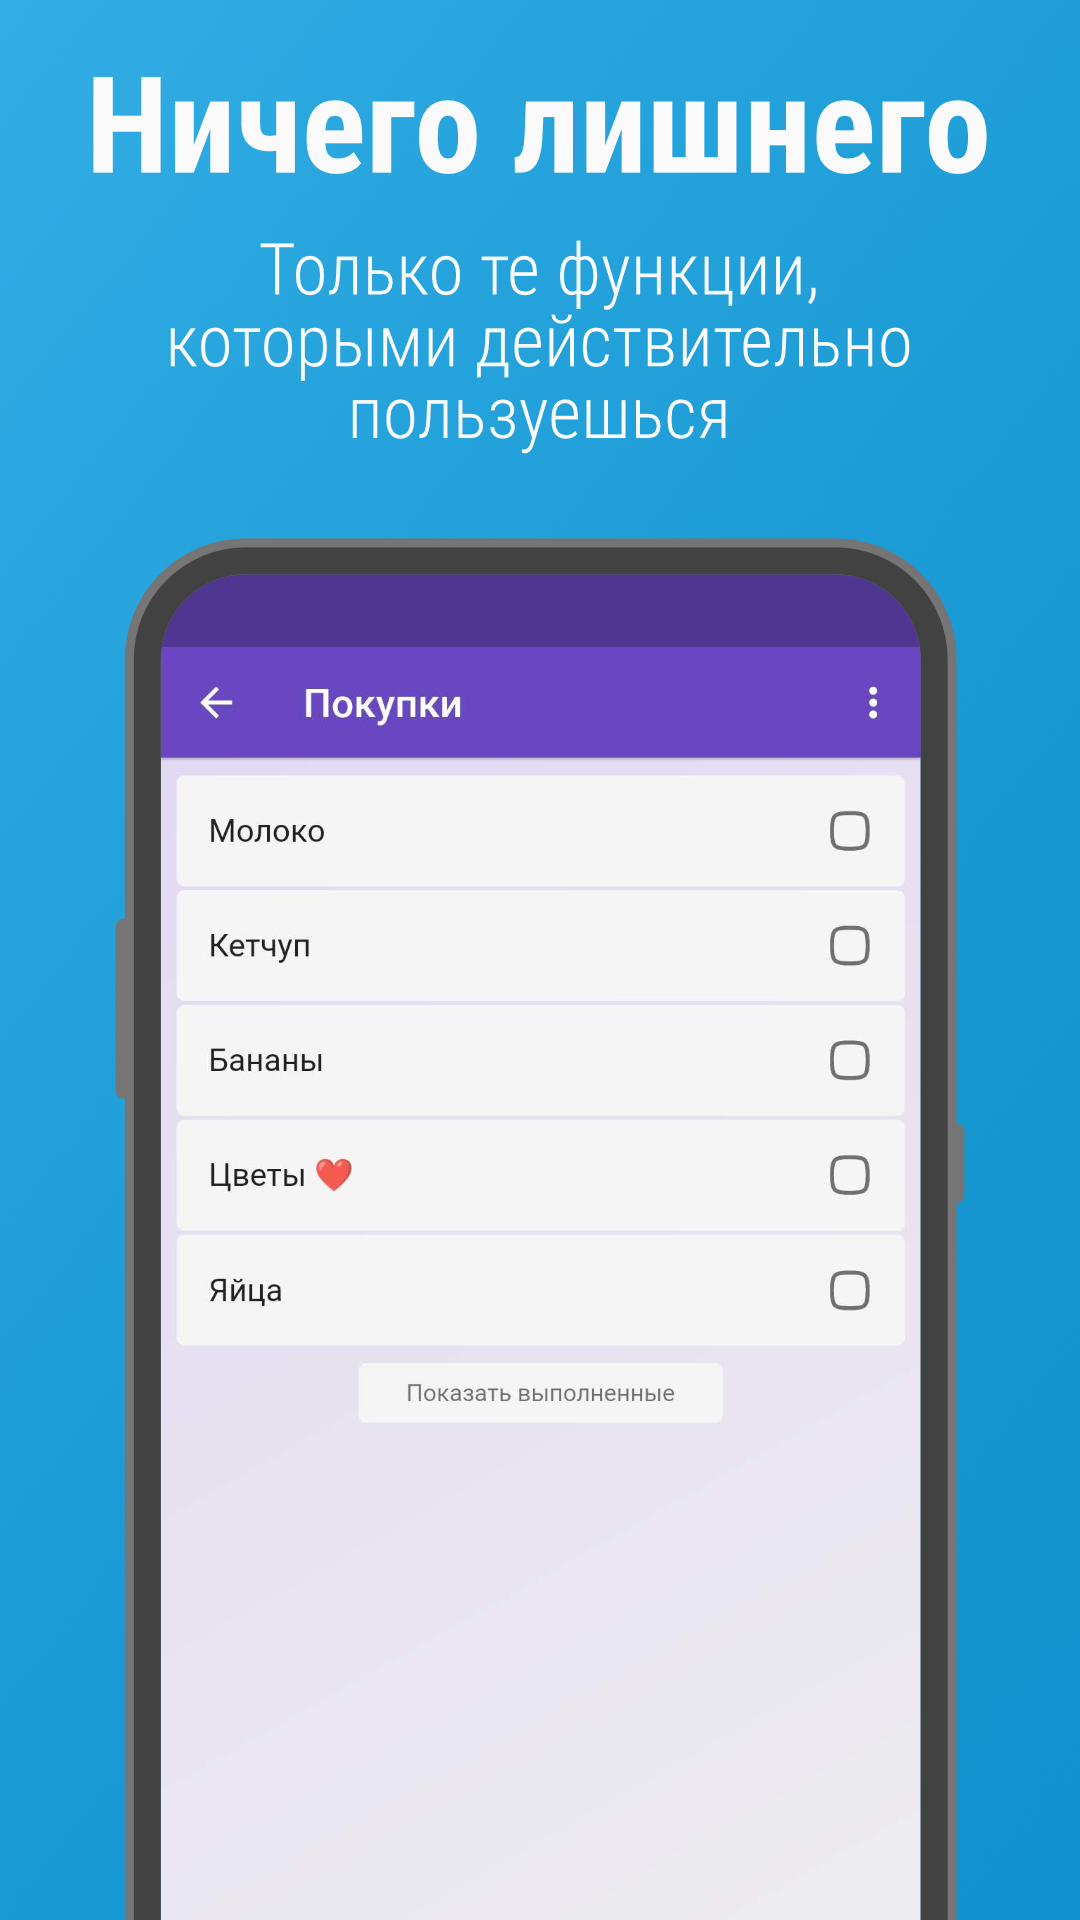 Ничего лишнего
Только те функции,
которыми действительно
пользуешься
Покупки
Молоко
Кетчуп
Бананы
Цветы ❤️
Яйца
Показать выполненные